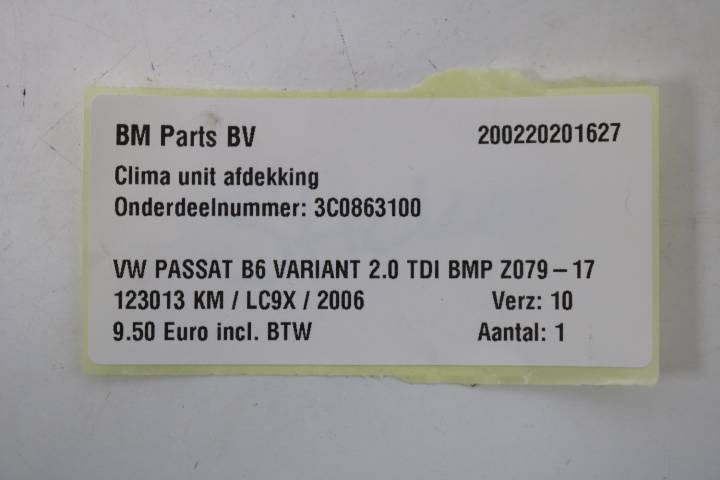 BM Parts BV 200220201627
Clima unit afdekking
Onderdeelnummer: 3C0863100
VW PASSAT B6 VARIANT 2.0 TDI BMP Z079-17
123013 KM / LC9X / 2006 Verz: 10
9.50 Euro incl. BTW Aantal: 1